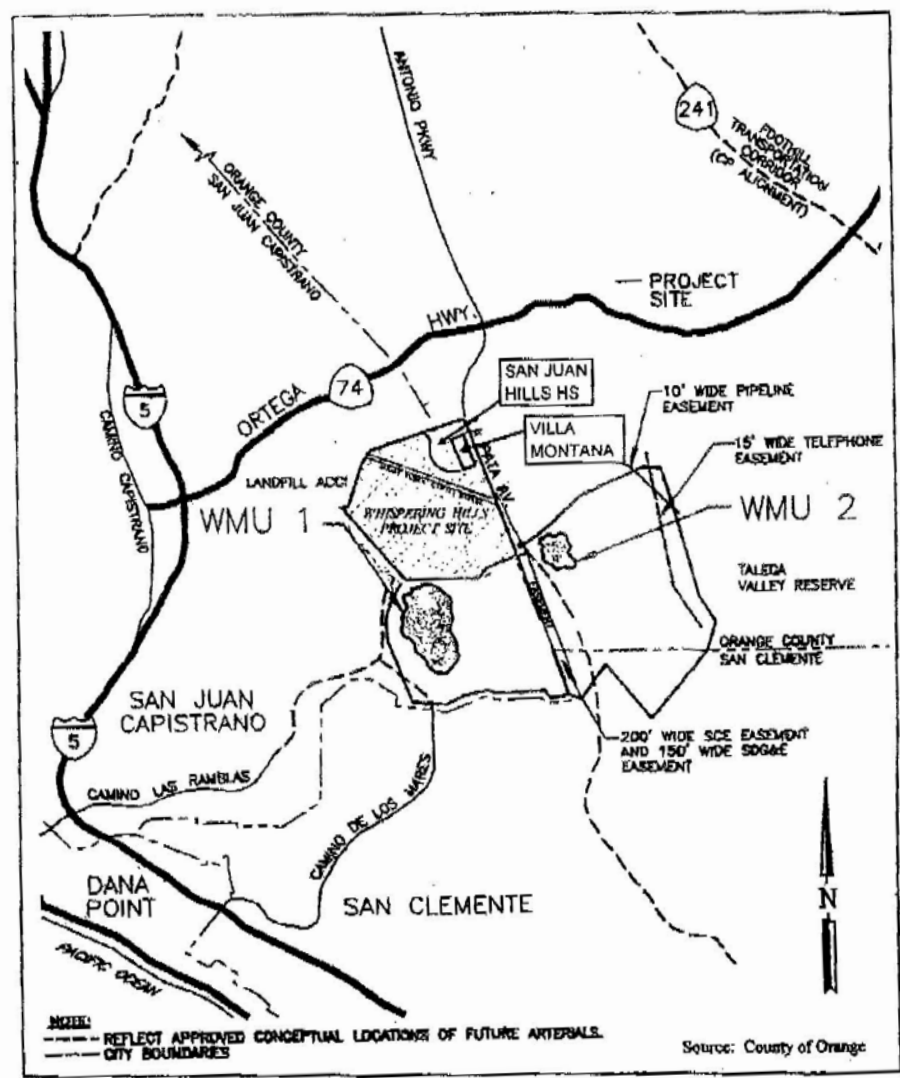 ANTONIO PKWY
241
FOOTHILL
TRANSPORTATION
CORRIDOR
(CP ALIGNMENT)
ORANGE COUNTY
SAN JUAN CAPISTRANO
PROJECT
SITE
HWY.
ORTEGA
74
5
CAMINO CAPISTRANO
SAN JUAN
HILLS HS
VILLA
MONTANA
10' WIDE PIPELINE
EASEMENT
15' WIDE TELEPHONE
EASEMENT
LANDFILL
PATA AV.
WMU 1
WHISPERING HILLS
PROJECT SITE
WMU 2
TALEGA
VALLEY RESERVE
EASEMENT
ORANGE COUNTY
SAN CLEMENTE
SAN JUAN
CAPISTRANO
5
200' WIDE SCE EASEMENT
AND 150' WIDE SDG&E
EASEMENT
CAMINO LAS RAMBLAS
CAMINO DE LOS MARES
DANA
POINT
SAN CLEMENTE
PACIFIC OCEAN
N
NOTE:
REFLECT APPROVED CONCEPTUAL LOCATIONS OF FUTURE ARTERIALS.
CITY BOUNDARIES
Source: County of Orange